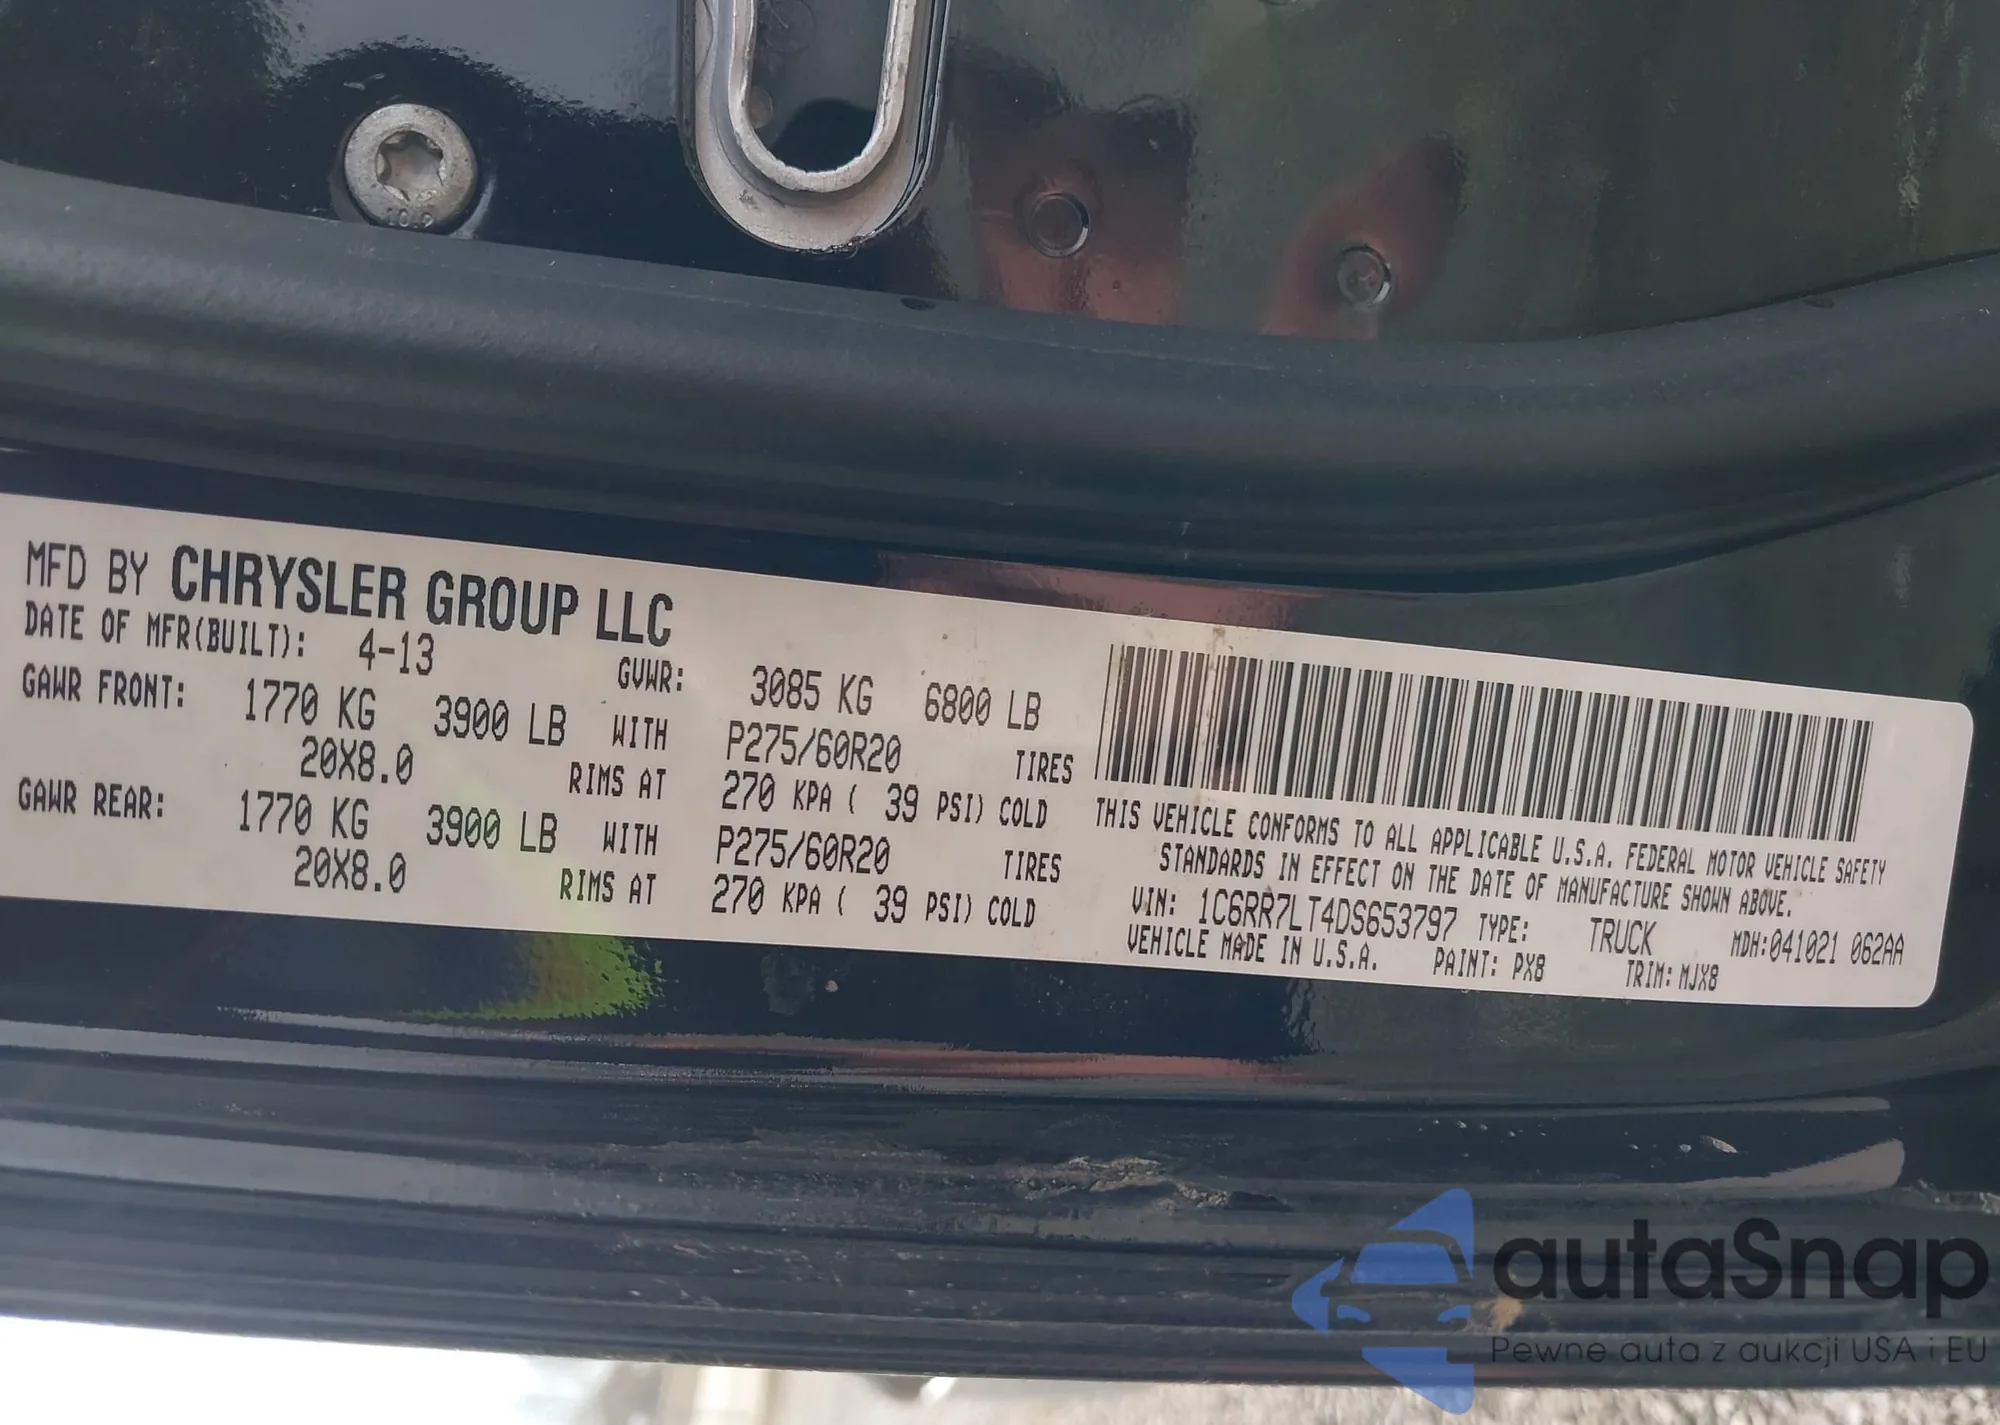 10.9
MFD BY CHRYSLER GROUP LLC
DATE OF MFR(BUILT): 4-13 GVWR: 3085 KG 6800 LB
GAWR FRONT: 1770 KG 3900 LB WITH P275/60R20 TIRES
20X8.0 RIMS AT 270 KPA ( 39 PSI) COLD
GAWR REAR: 1770 KG 3900 LB WITH P275/60R20 TIRES
20X8.0 RIMS AT 270 KPA ( 39 PSI) COLD
THIS VEHICLE CONFORMS TO ALL APPLICABLE U.S.A. FEDERAL MOTOR VEHICLE SAFETY
STANDARDS IN EFFECT ON THE DATE OF MANUFACTURE SHOWN ABOVE.
VIN: 1C6RR7LT4DS653797 TYPE: TRUCK MDH:041021 062AA
VEHICLE MADE IN U.S.A. PAINT: PX8 TRIM: MJX8
autaSnap
Pewne auta z aukcji USA i EU